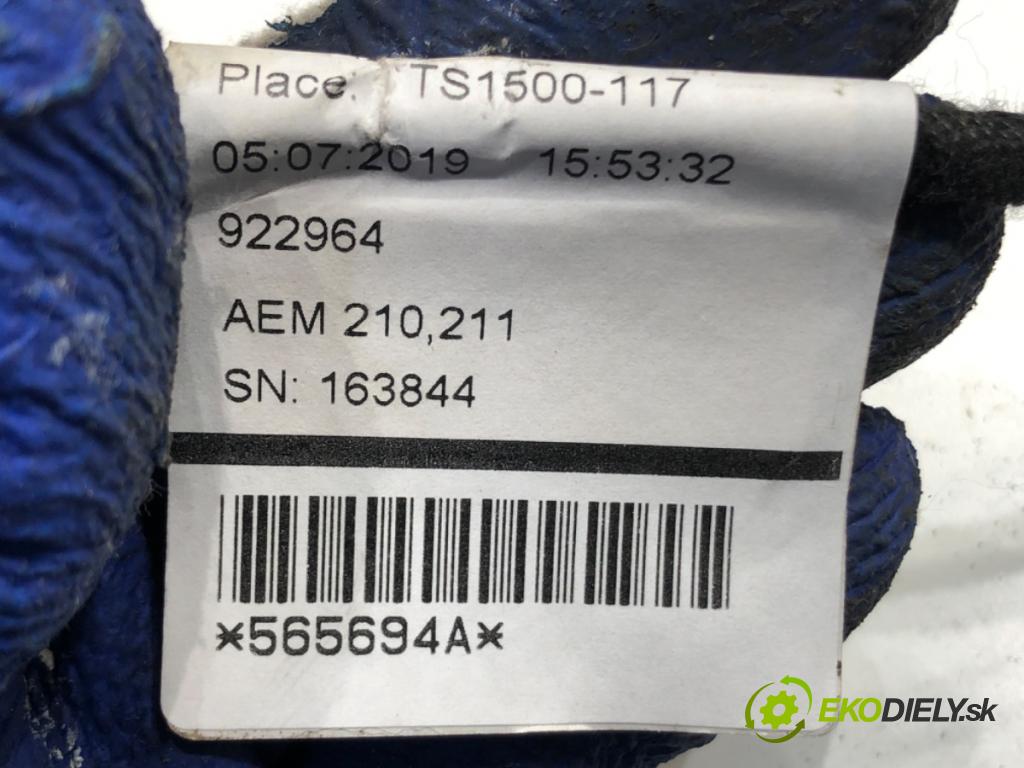 Place: TS1500-117
05:07:2019 15:53:32
922964
AEM 210,211
SN: 163844
*565694A*
EKODIELY.sk